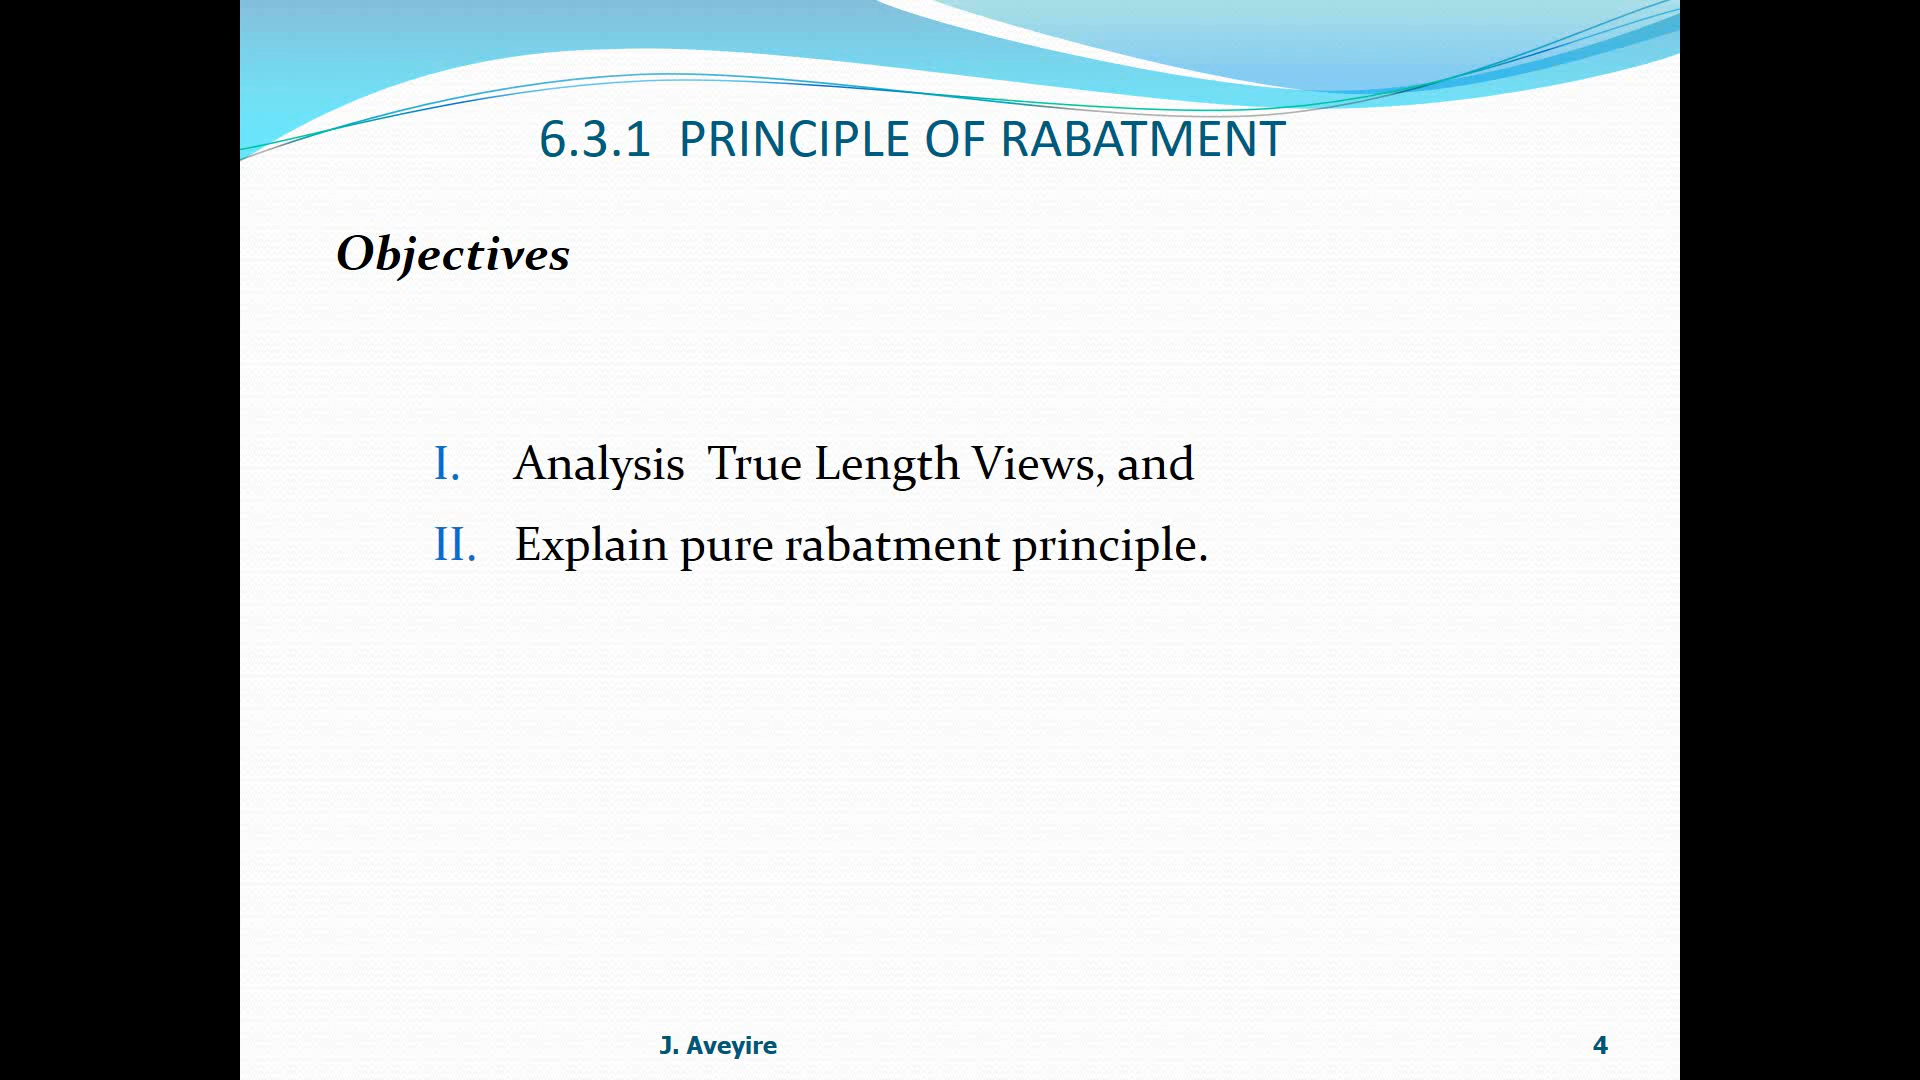 6.3.1 PRINCIPLE OF RABATMENT
Objectives
I. Analysis True Length Views, and
II. Explain pure rabatment principle.
J. Aveyire
4